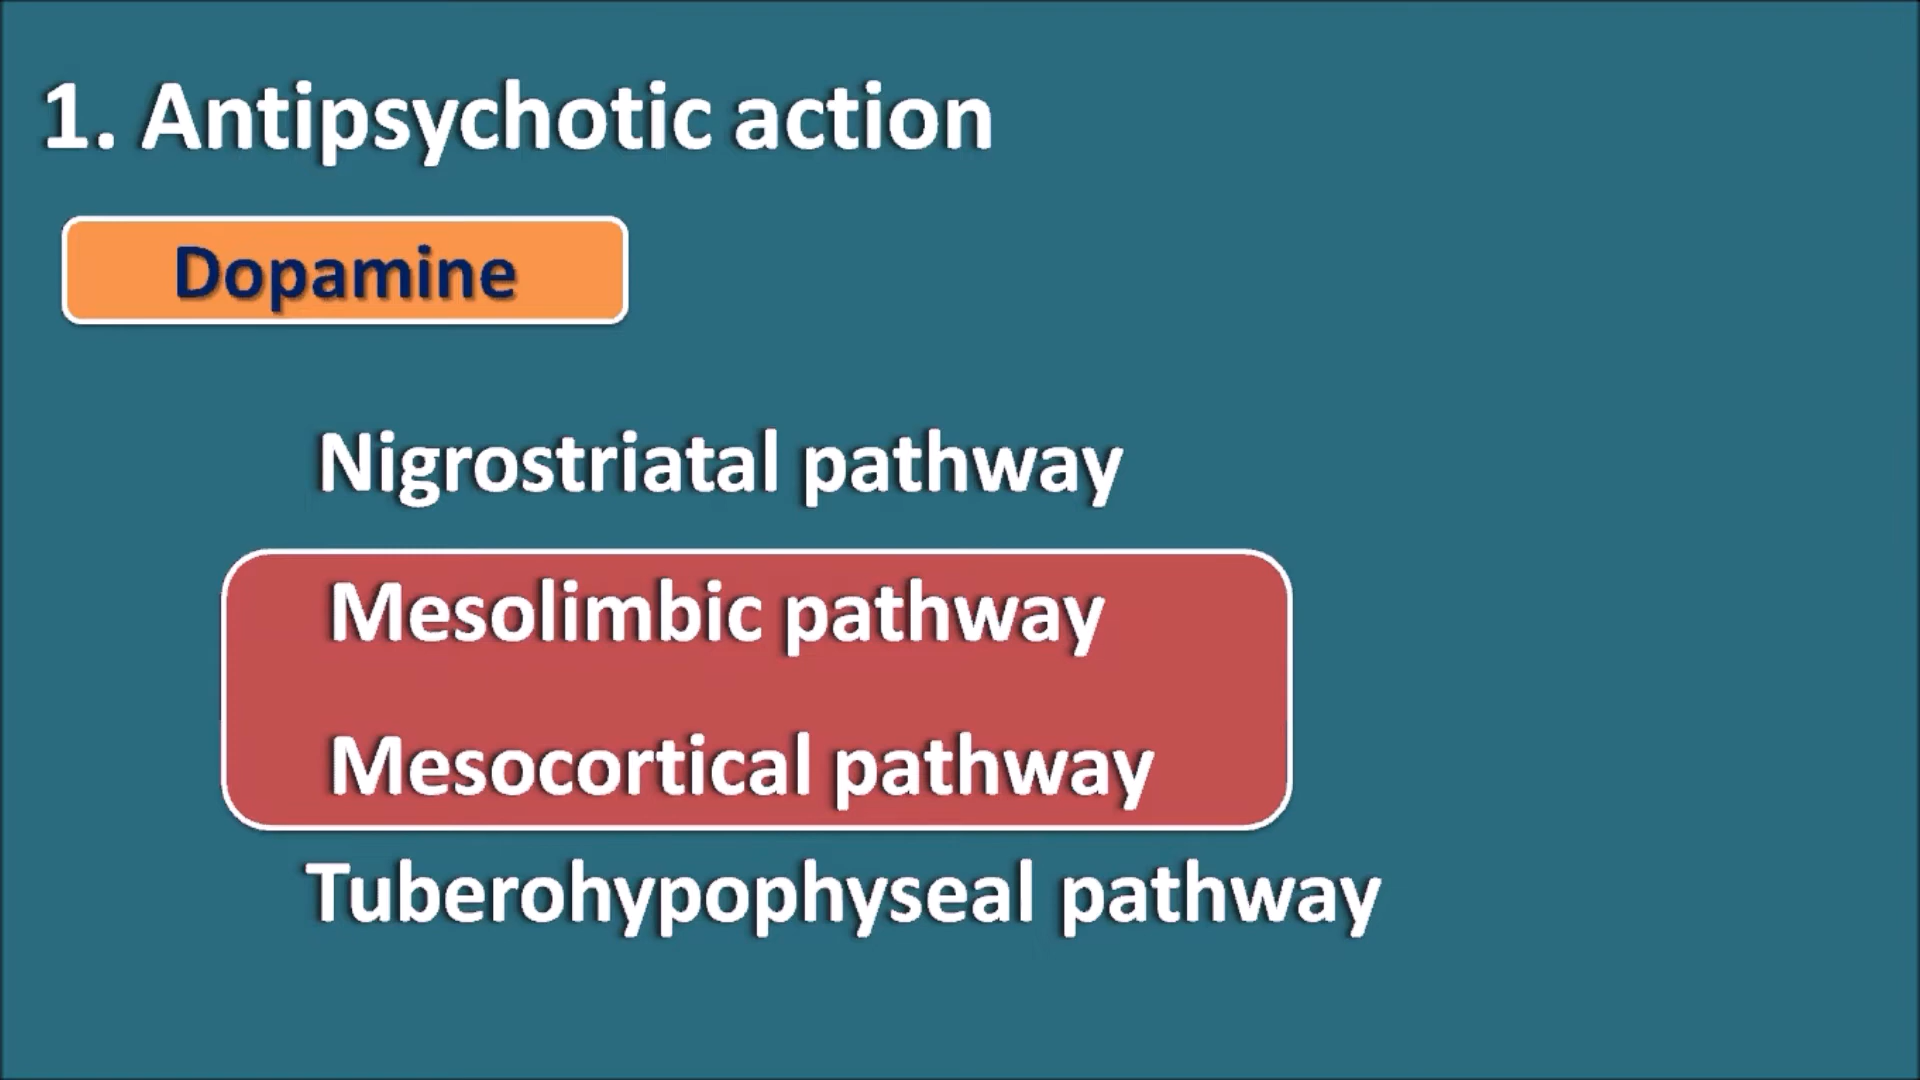 1. Antipsychotic action
Dopamine
Nigrostriatal pathway
Mesolimbic pathway
Mesocortical pathway
Tuberohypophyseal pathway